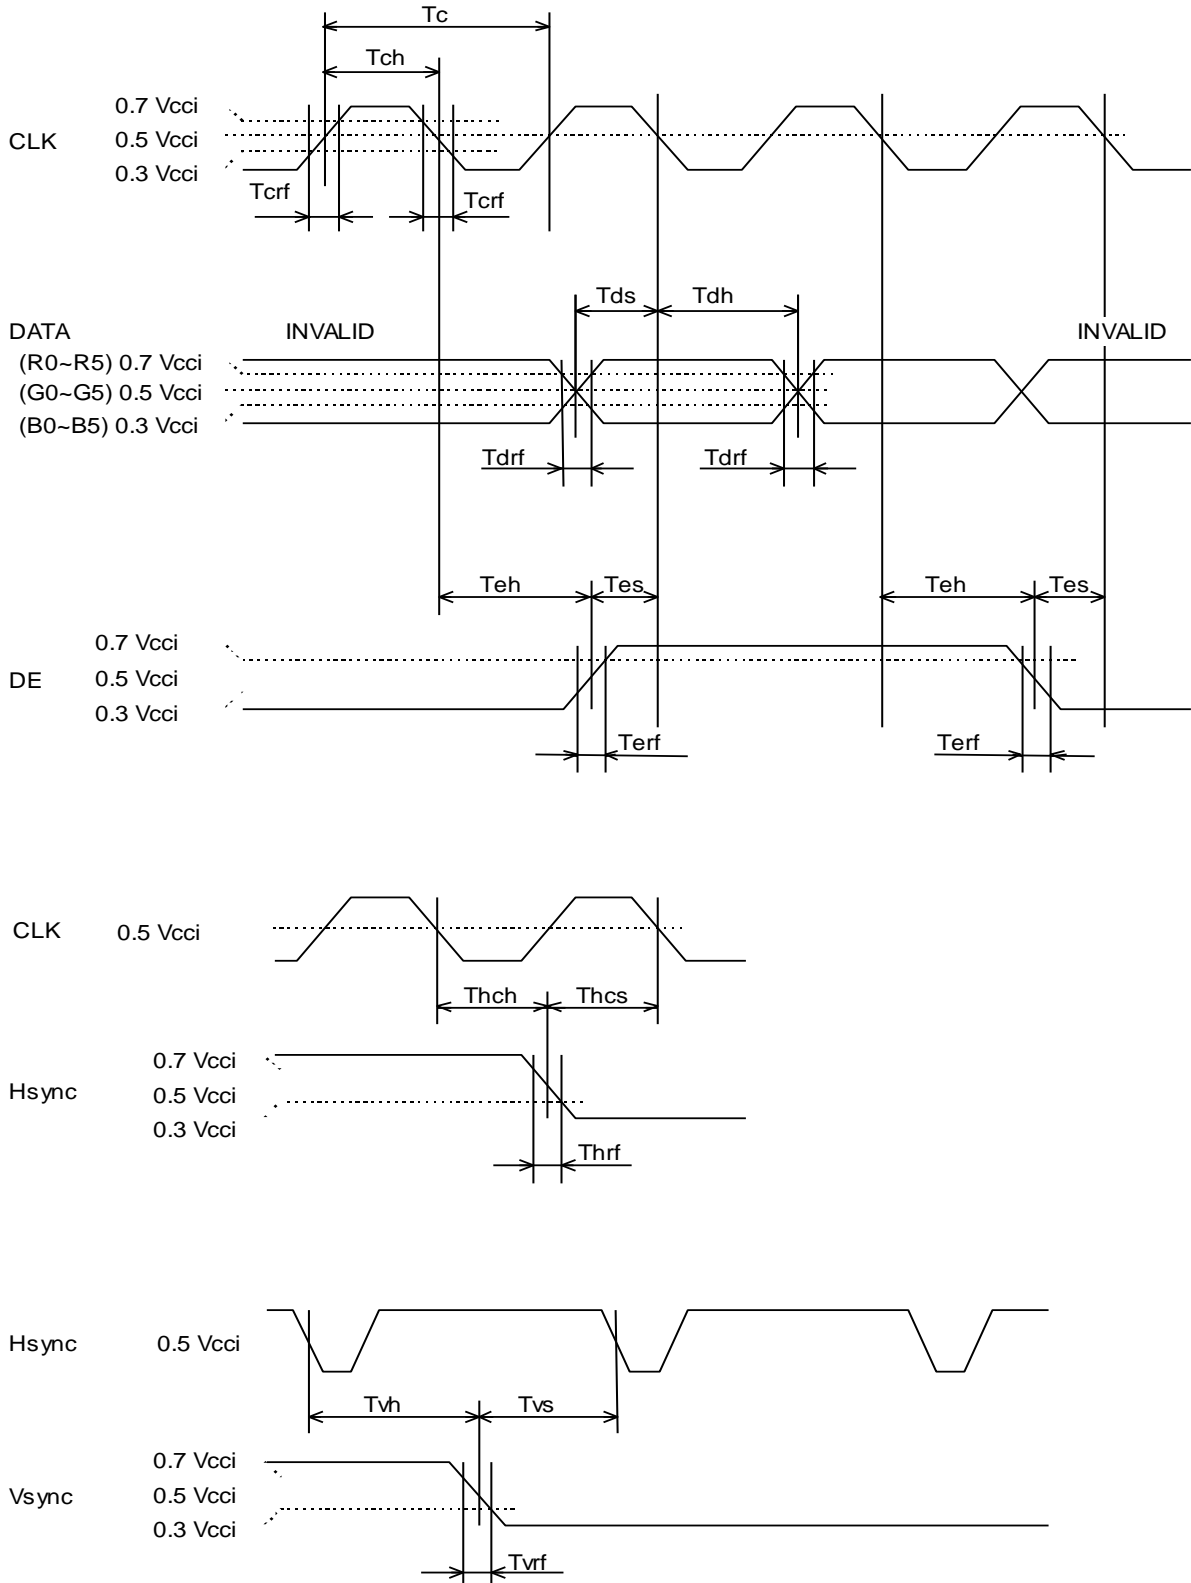 Tc
Tch
0.7 Vcci
CLK 0.5 Vcci
0.3 Vcci
Tcrf Tcrf
Tds Tdh
DATA INVALID INVALID
(R0~R5) 0.7 Vcci
(G0~G5) 0.5 Vcci
(B0~B5) 0.3 Vcci
Tdrf Tdrf
Teh Tes Teh Tes
0.7 Vcci
DE 0.5 Vcci
0.3 Vcci
Terf Terf
CLK 0.5 Vcci
Thch Thcs
0.7 Vcci
Hsync 0.5 Vcci
0.3 Vcci
Thrf
Hsync 0.5 Vcci
Tvh Tvs
0.7 Vcci
Vsync 0.5 Vcci
0.3 Vcci
Tvrf